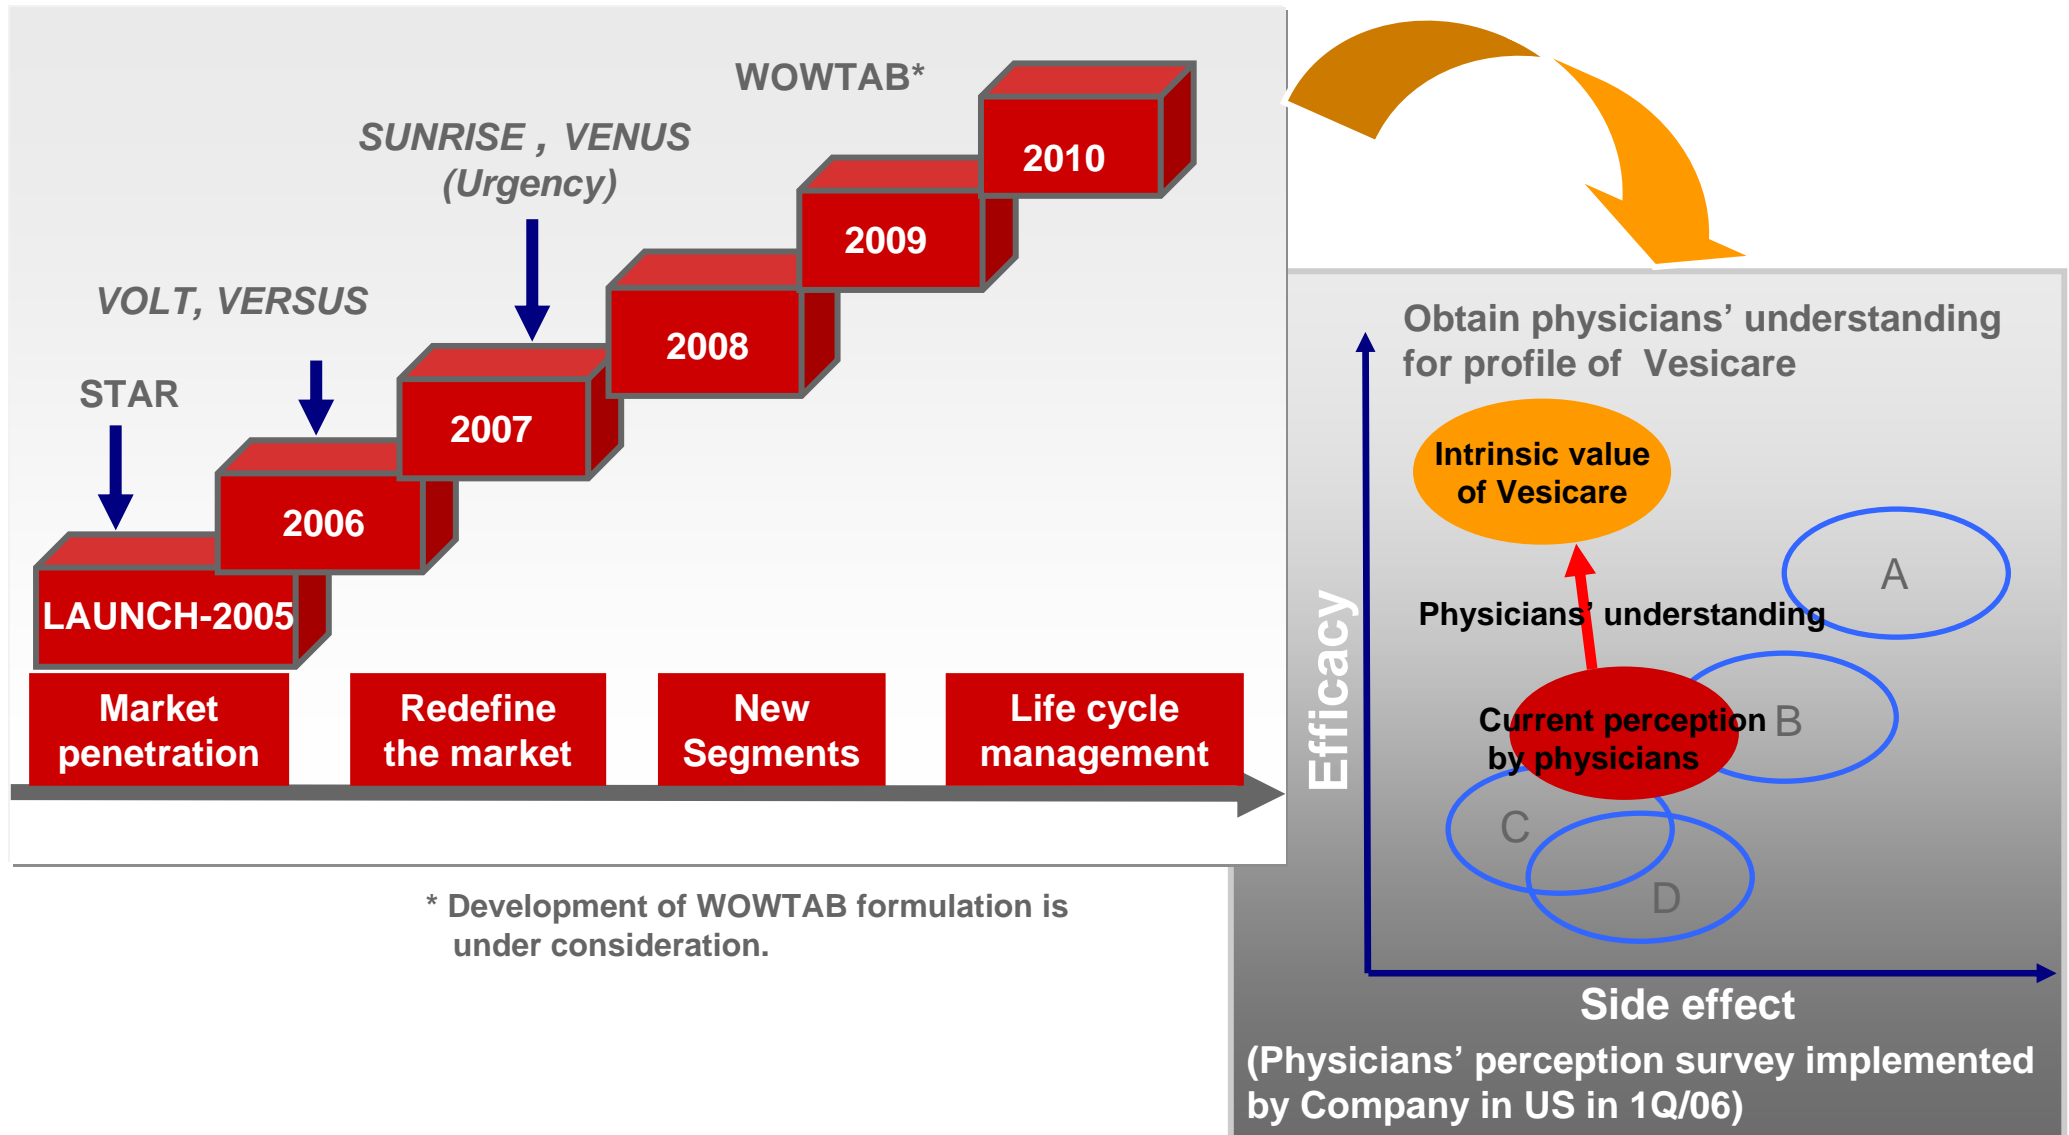 WOWTAB*
SUNRISE , VENUS
(Urgency)
VOLT, VERSUS
STAR
2010
2009
2008
2007
2006
LAUNCH-2005
Market
penetration
Redefine
the market
New
Segments
Life cycle
management
* Development of WOWTAB formulation is
under consideration.
Obtain physicians’ understanding
for profile of Vesicare
Intrinsic value
of Vesicare
A
Physicians’ understanding
Current perception
by physicians
B
C
D
Efficacy
Side effect
(Physicians’ perception survey implemented
by Company in US in 1Q/06)